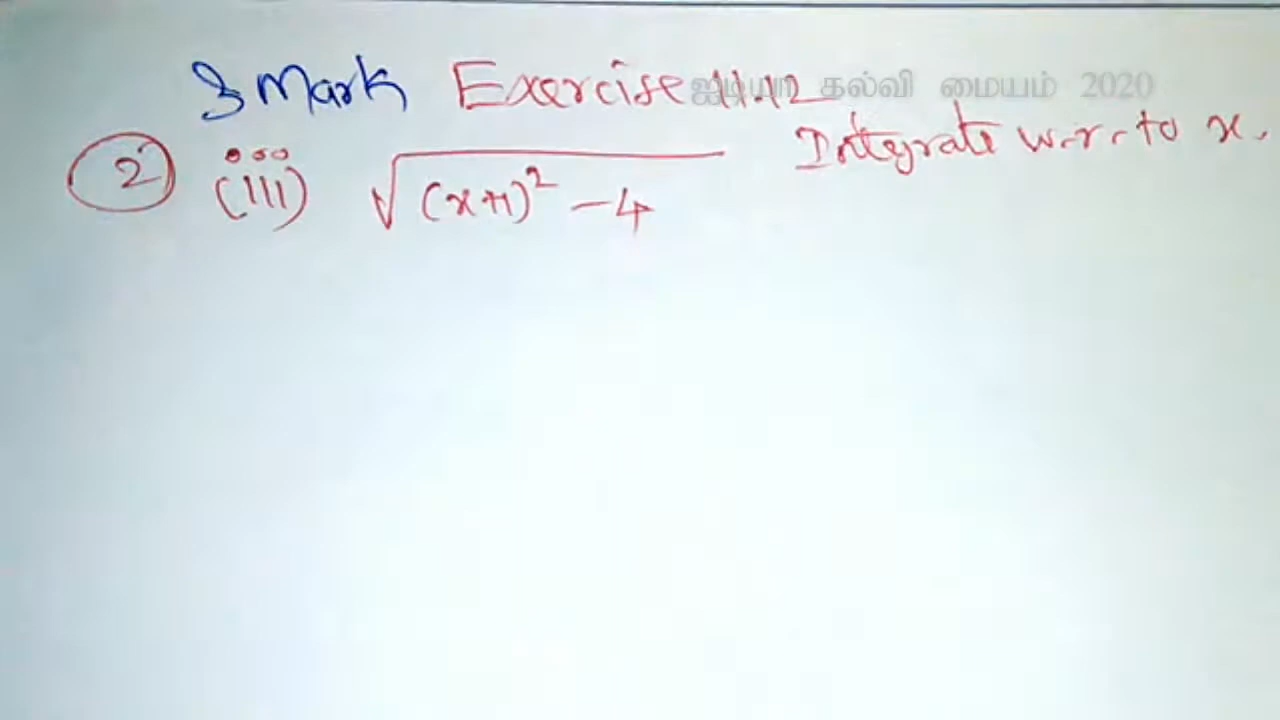 3 Mark Exercise 11.12
ஐடியா கல்வி மையம் 2020
Integrate w.r.to x.
2 (iii) √(x+1)² - 4